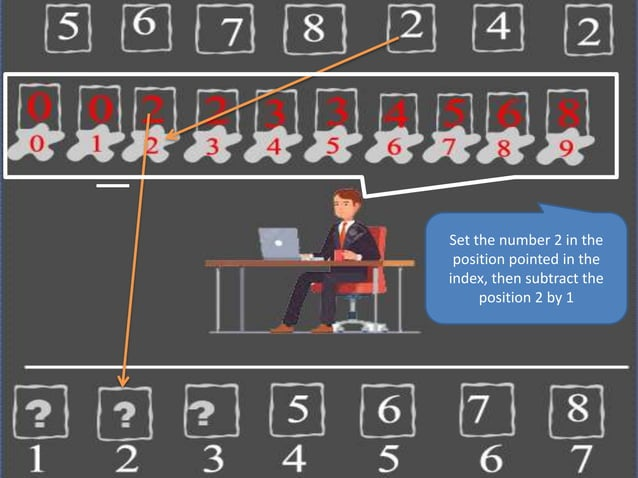 5 6 7 8 2 4 2
0 0 2 2 3 3 4 5 6 8
0 1 2 3 4 5 6 7 8 9
Set the number 2 in the
position pointed in the
index, then subtract the
position 2 by 1
? ? ? 5 6 7 8
1 2 3 4 5 6 7